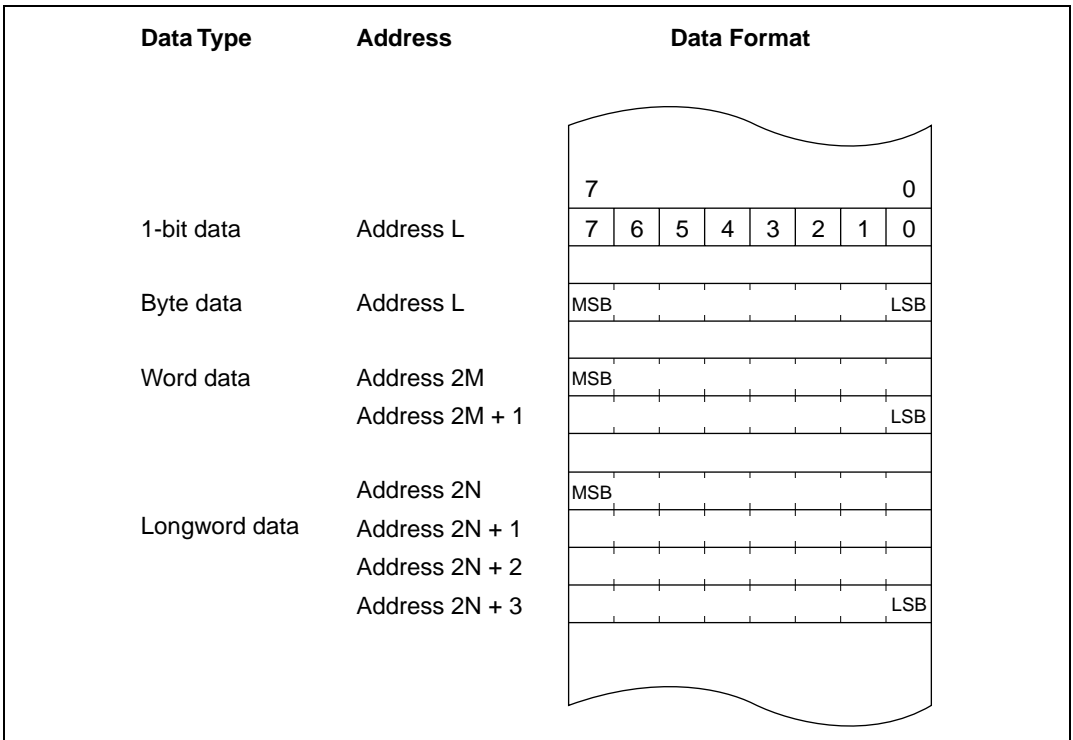 Data Type Address Data Format
7 0
1-bit data Address L 7 6 5 4 3 2 1 0
Byte data Address L MSB LSB
Word data Address 2M MSB
Address 2M + 1 LSB
Address 2N MSB
Longword data Address 2N + 1
Address 2N + 2
Address 2N + 3 LSB